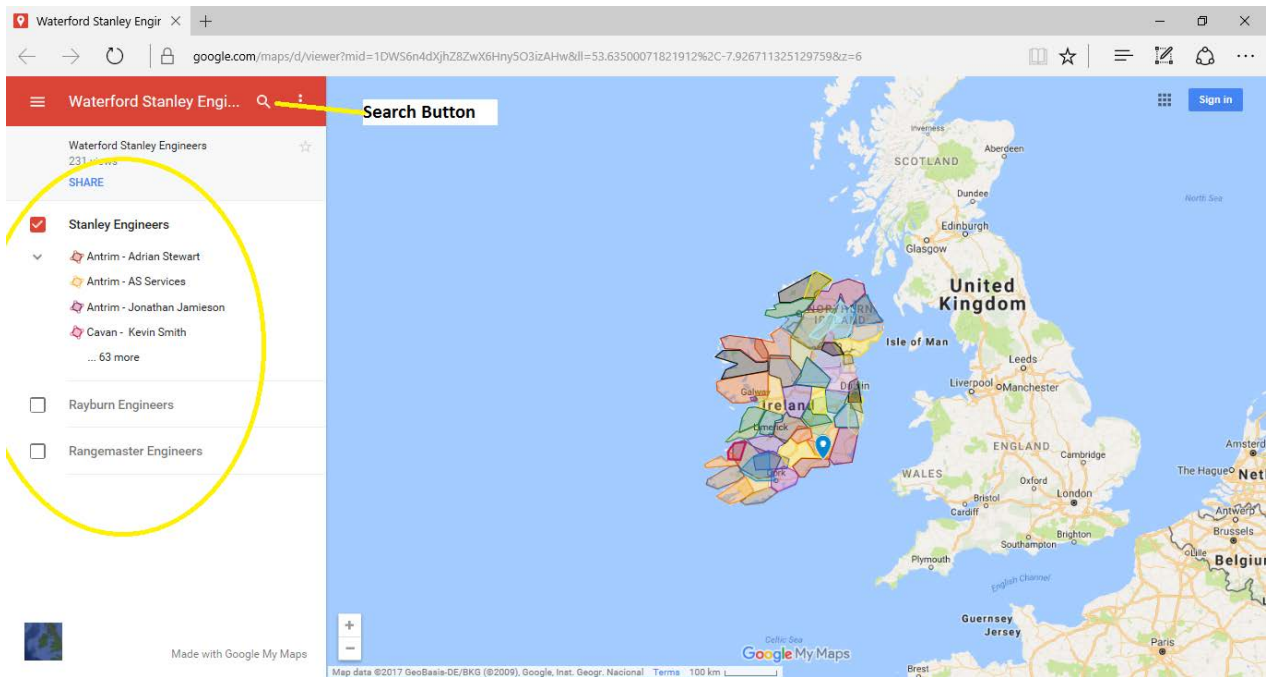 Waterford Stanley Engir
google.com/maps/d/viewer?mid=1DWS6n4dXjhZ8ZwX6Hny5O3izAHw&ll=53.63500071821912%2C-7.926711325129759&z=6
Waterford Stanley Engi...
Search Button
Sign in
Waterford Stanley Engineers
231 views
SHARE
Stanley Engineers
Antrim - Adrian Stewart
Antrim - AS Services
Antrim - Jonathan Jamieson
Cavan - Kevin Smith
... 63 more
Rayburn Engineers
Rangemaster Engineers
Made with Google My Maps
Inverness
Aberdeen
SCOTLAND
Dundee
North Sea
Edinburgh
Glasgow
United
Kingdom
NORTHERN
IRELAND
Isle of Man
Leeds
Liverpool
Manchester
Dublin
Galway
Ireland
Limerick
Cork
ENGLAND
Cambridge
WALES
Oxford
London
Bristol
Cardiff
Brighton
Southampton
Plymouth
English Channel
Guernsey
Jersey
Celtic Sea
Amsterd
The Hague
Net
Antwerp
Brussels
Lille
Belgiu
Paris
Brest
Google My Maps
Map data ©2017 GeoBasis-DE/BKG (©2009), Google, Inst. Geogr. Nacional
Terms
100 km